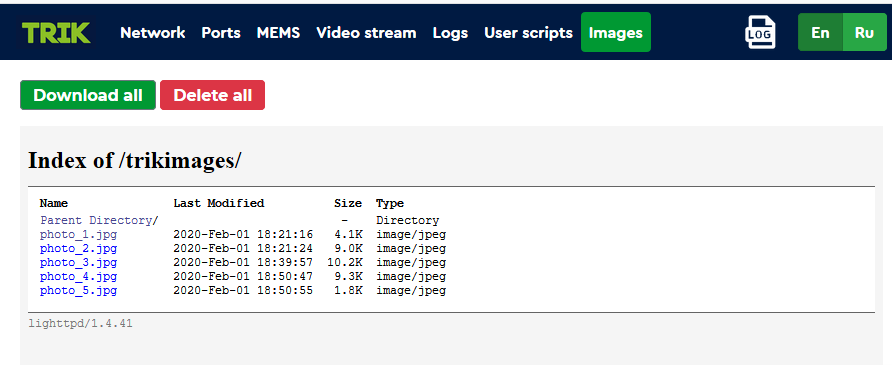 TRIK Network Ports MEMS Video stream Logs User scripts Images LOG En Ru
Download all Delete all
Index of /trikimages/
Name Last Modified Size Type
Parent Directory/ - Directory
photo_1.jpg 2020-Feb-01 18:21:16 4.1K image/jpeg
photo_2.jpg 2020-Feb-01 18:21:24 9.0K image/jpeg
photo_3.jpg 2020-Feb-01 18:39:57 10.2K image/jpeg
photo_4.jpg 2020-Feb-01 18:50:47 9.3K image/jpeg
photo_5.jpg 2020-Feb-01 18:50:55 1.8K image/jpeg
lighttpd/1.4.41